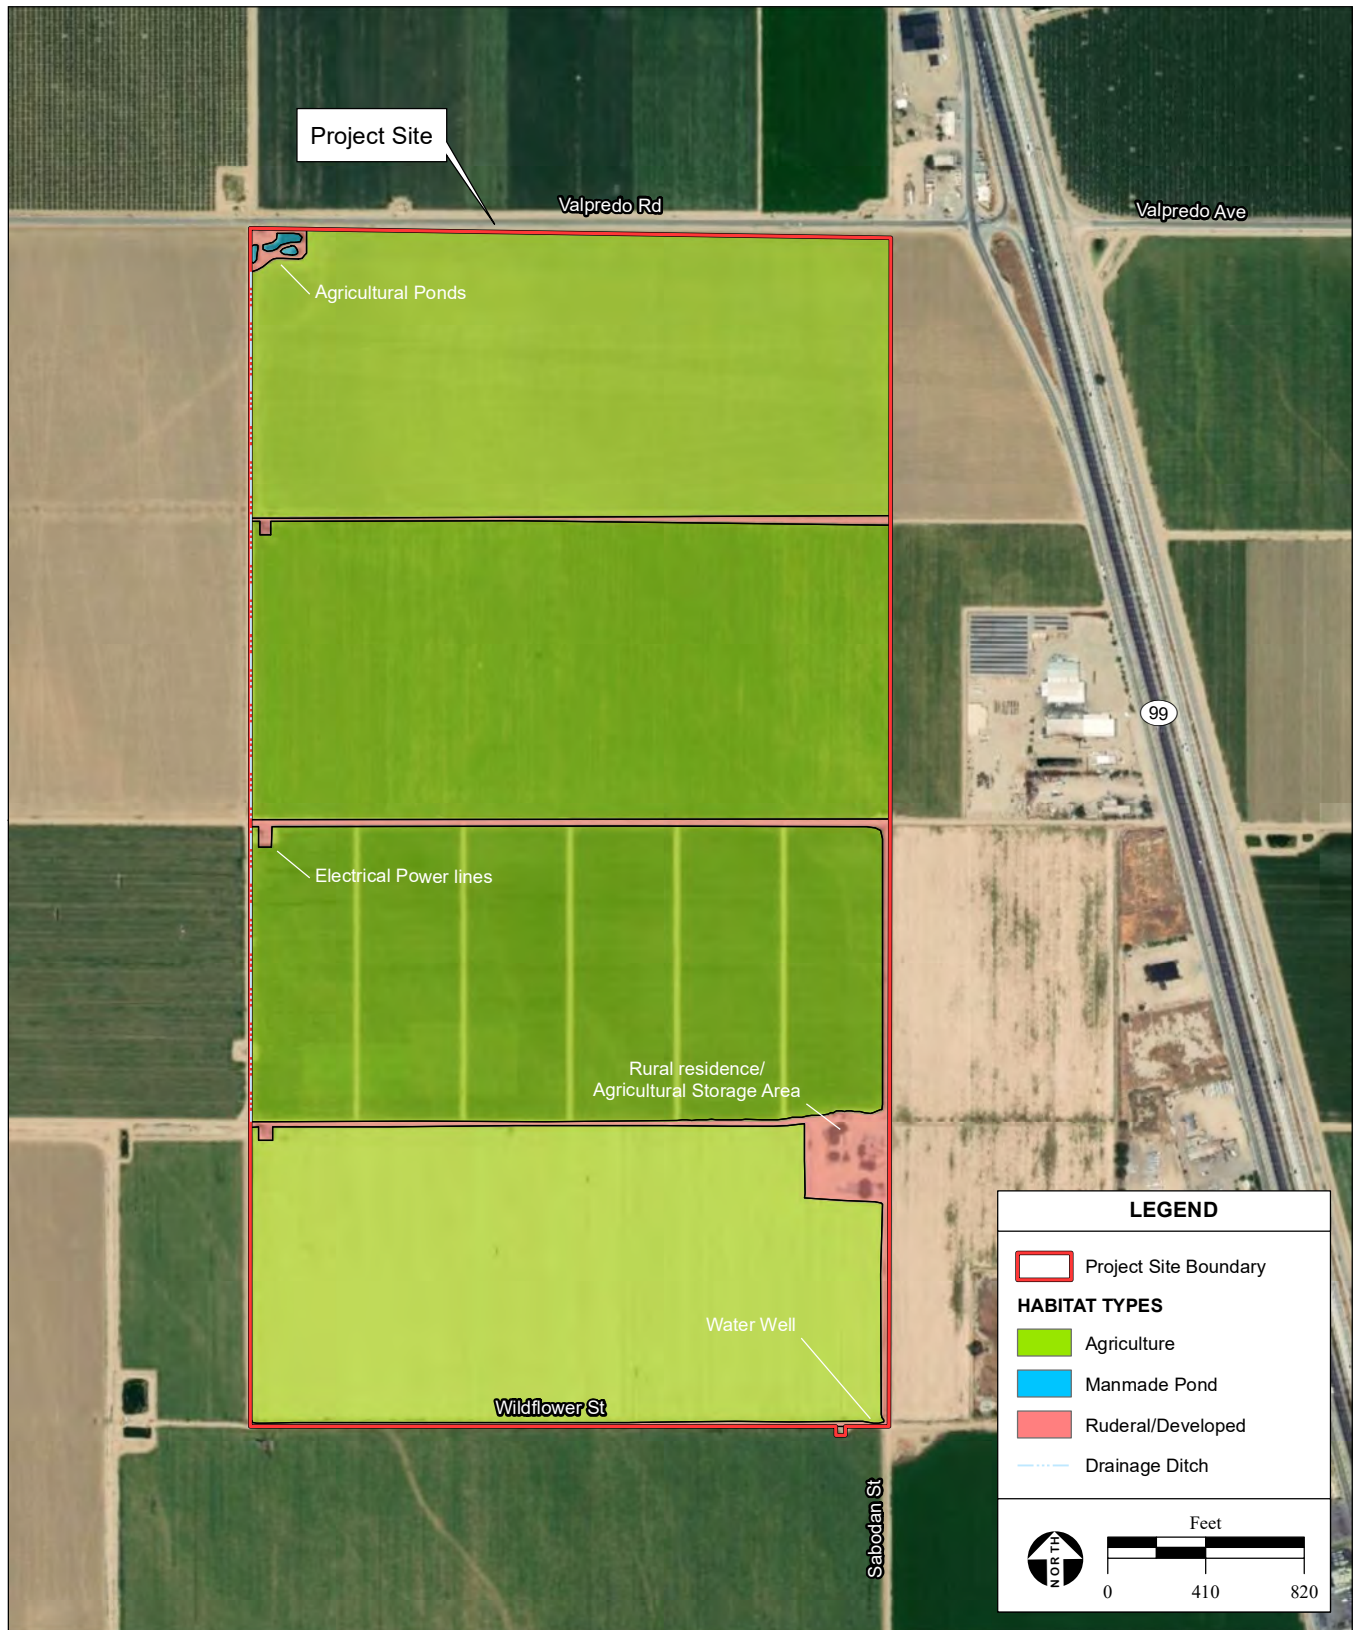 Project Site
Valpredo Rd
Valpredo Ave
Agricultural Ponds
99
Electrical Power lines
Rural residence/
Agricultural Storage Area
Water Well
Wildflower St
Sabodan St
LEGEND
Project Site Boundary
HABITAT TYPES
Agriculture
Manmade Pond
Ruderal/Developed
Drainage Ditch
NORTH
Feet
0 410 820